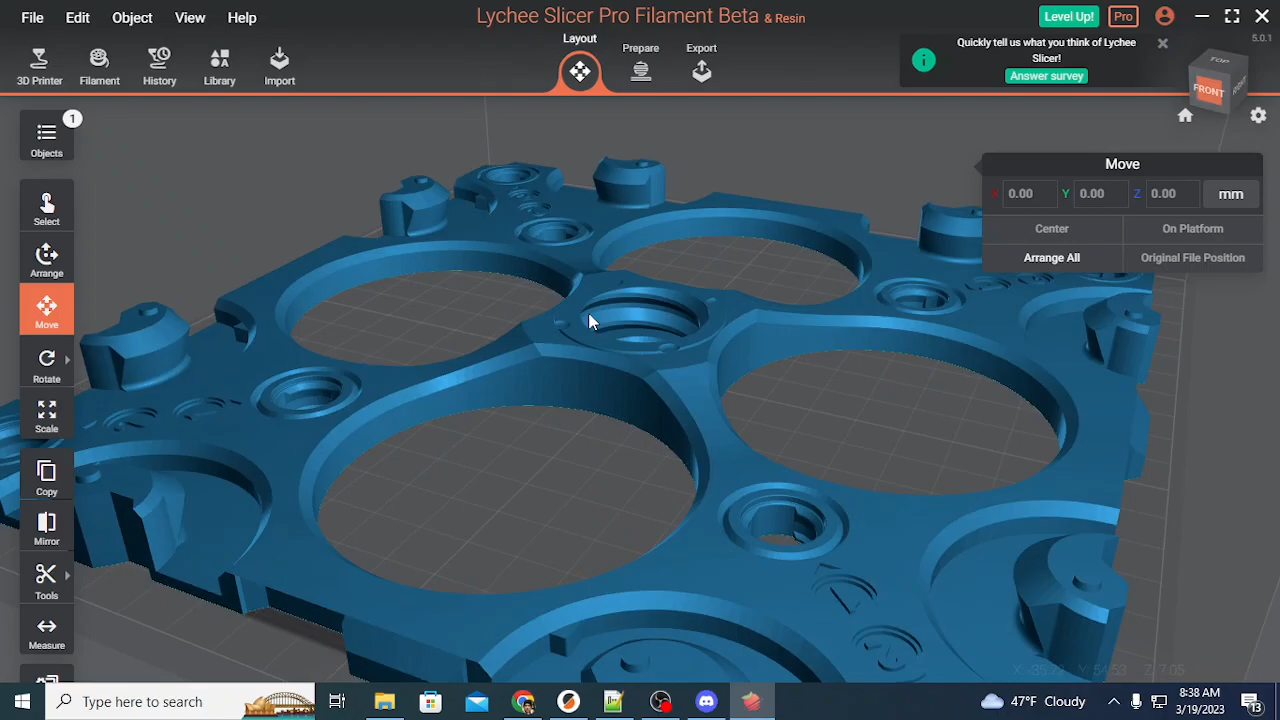 File Edit Object View Help
Lychee Slicer Pro Filament Beta & Resin
Level Up! Pro
5.0.1
3D Printer Filament History Library Import
Layout Prepare Export
Quickly tell us what you think of Lychee
Slicer!
Answer survey
TOP
FRONT
1
Objects
Select
Arrange
Move
Rotate
Scale
Copy
Mirror
Tools
Measure
Move
X 0.00 Y 0.00 Z 0.00 mm
Center On Platform
Arrange All Original File Position
Type here to search
47°F Cloudy
3:38 AM
3/19/2023
13